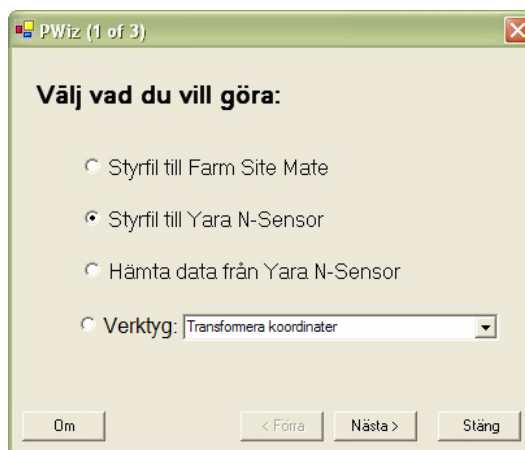 PWiz (1 of 3)
Välj vad du vill göra:
Styrfil till Farm Site Mate
Styrfil till Yara N-Sensor
Hämta data från Yara N-Sensor
Verktyg: Transformera koordinater
Om < Förra Nästa > Stäng